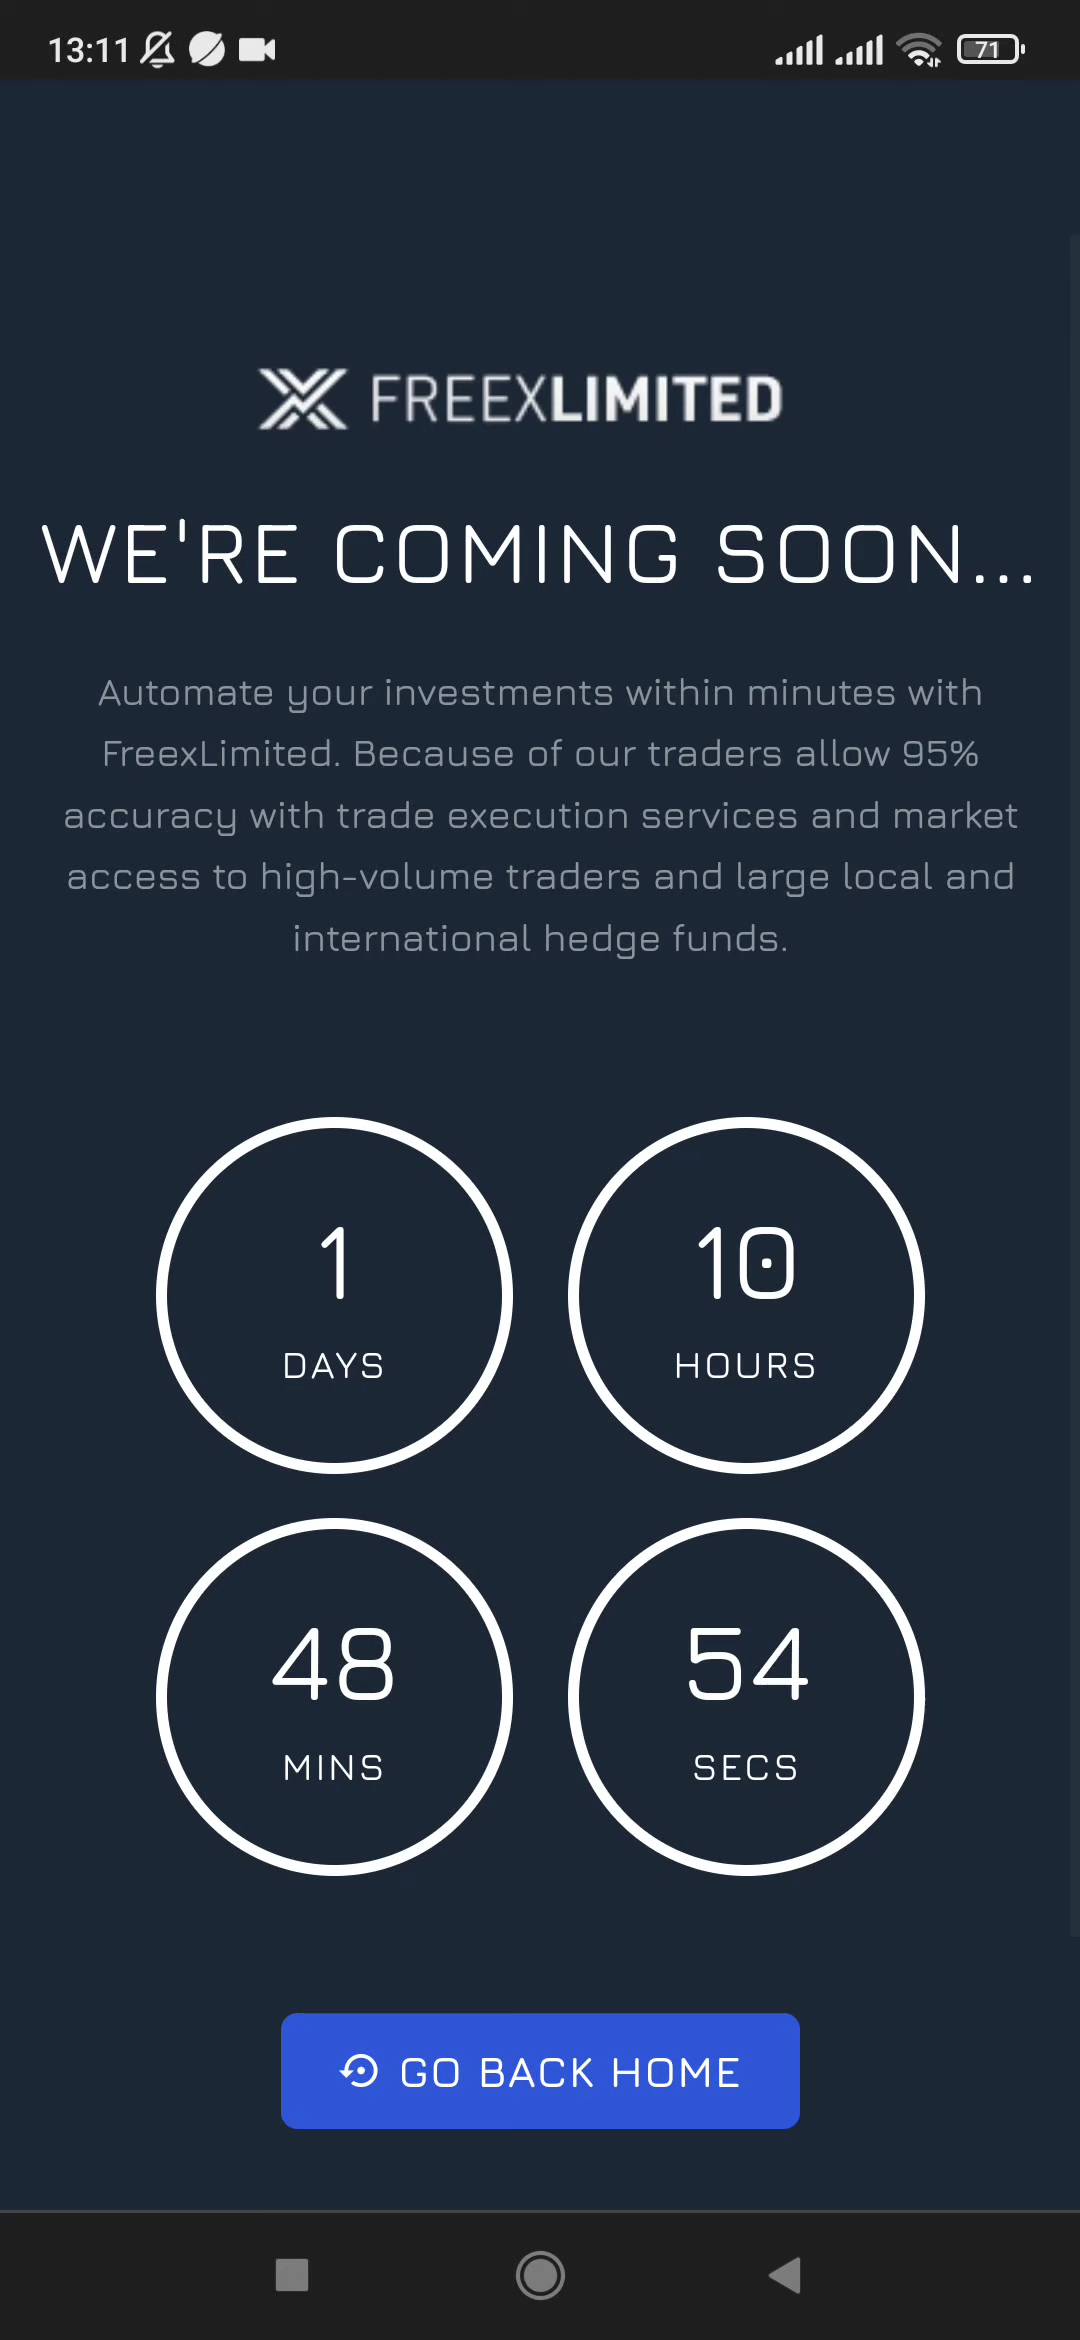 13:11
71
FREEXLIMITED
WE'RE COMING SOON...
Automate your investments within minutes with
FreexLimited. Because of our traders allow 95%
accuracy with trade execution services and market
access to high-volume traders and large local and
international hedge funds.
1
DAYS
10
HOURS
48
MINS
54
SECS
GO BACK HOME